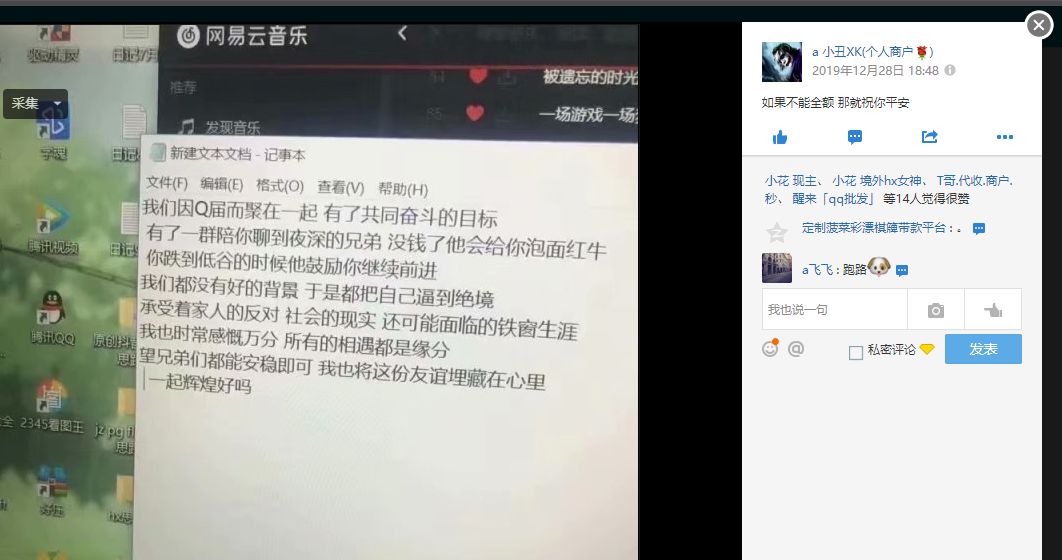 网易云音乐
驱动精灵
日记7月
被遗忘的时光
推荐
采集
85
一场游戏一场
发现音乐
字魂
日记
新建文本文档 - 记事本
文件(F) 编辑(E) 格式(O) 查看(V) 帮助(H)
我们因Q届而聚在一起 有了共同奋斗的目标
有了一群陪你聊到夜深的兄弟 没钱了他会给你泡面红牛
你跌到低谷的时候他鼓励你继续前进
我们都没有好的背景 于是都把自己逼到绝境
承受着家人的反对 社会的现实 还可能面临的铁窗生涯
我也时常感慨万分 所有的相遇都是缘分
望兄弟们都能安稳即可 我也将这份友谊埋藏在心里
一起辉煌好吗
腾讯视频
日记
腾讯QQ
原创抖
思路
2345看图王
思路
好压
hx思
a 小丑XK(个人商户🌹)
2019年12月28日 18:48
如果不能全额 那就祝你平安
小花 现主、 小花 境外hx女神、 T哥.代收.商户.
秒、 醒来「qq批发」 等14人觉得很赞
定制菠菜彩漂棋牌带款平台 : 。
a飞飞 : 跑路
我也说一句
@
私密评论
发表